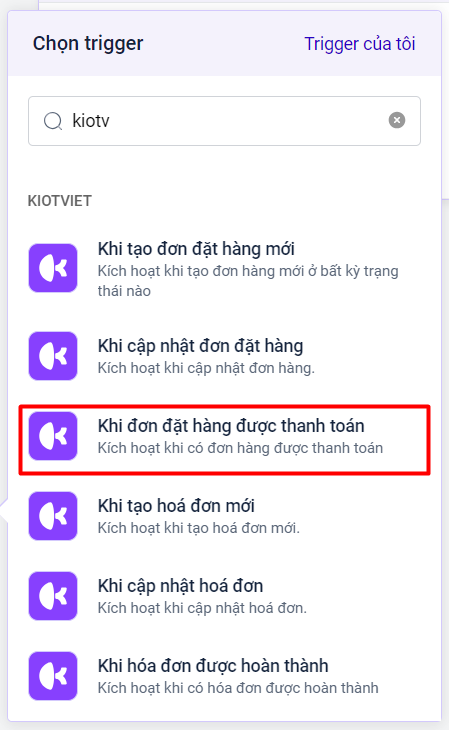 Chọn trigger
Trigger của tôi
kiotv
KIOTVIET
Khi tạo đơn đặt hàng mới
Kích hoạt khi tạo đơn hàng mới ở bất kỳ trạng
thái nào
Khi cập nhật đơn đặt hàng
Kích hoạt khi cập nhật đơn hàng.
Khi đơn đặt hàng được thanh toán
Kích hoạt khi có đơn hàng được thanh toán
Khi tạo hoá đơn mới
Kích hoạt khi tạo hoá đơn mới.
Khi cập nhật hoá đơn
Kích hoạt khi cập nhật hoá đơn.
Khi hóa đơn được hoàn thành
Kích hoạt khi có hóa đơn được hoàn thành